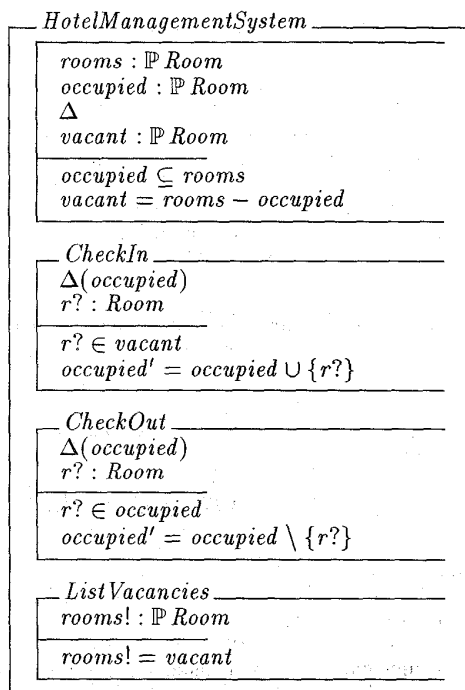 HotelManagementSystem
rooms : ℙ Room
occupied : ℙ Room
Δ
vacant : ℙ Room
occupied ⊆ rooms
vacant = rooms − occupied
CheckIn
Δ(occupied)
r? : Room
r? ∈ vacant
occupied′ = occupied ∪ {r?}
CheckOut
Δ(occupied)
r? : Room
r? ∈ occupied
occupied′ = occupied \ {r?}
ListVacancies
rooms! : ℙ Room
rooms! = vacant